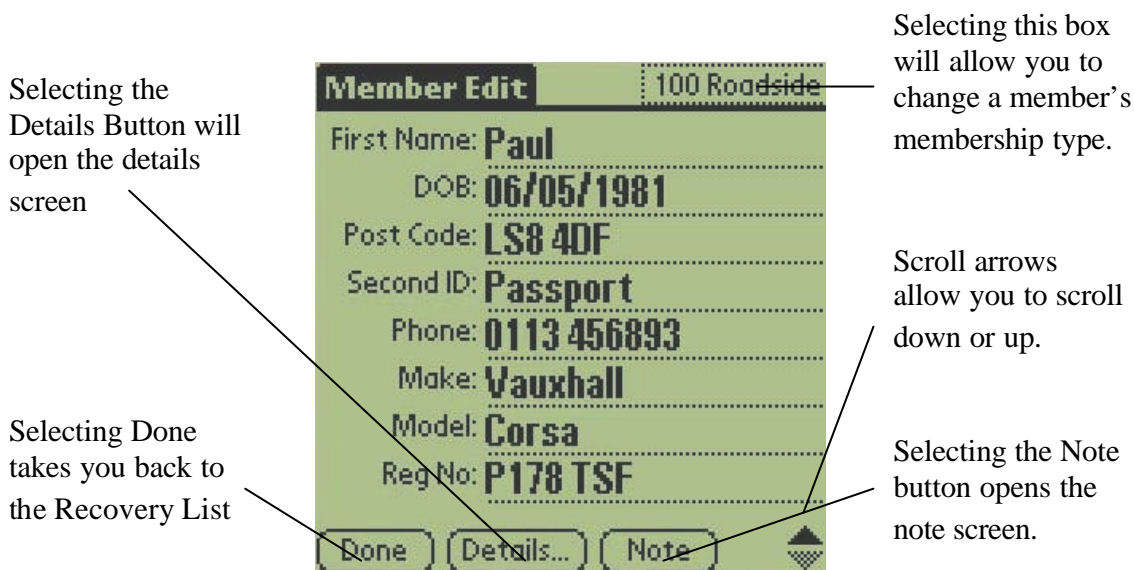 Selecting this box
will allow you to
change a member's
membership type.
Selecting the
Details Button will
open the details
screen
Member Edit 100 Roadside
First Name: Paul
DOB: 06/05/1981
Post Code: LS8 4DF
Second ID: Passport
Phone: 0113 456893
Make: Vauxhall
Model: Corsa
Reg No: P178 TSF
Done Details... Note
Scroll arrows
allow you to scroll
down or up.
Selecting Done
takes you back to
the Recovery List
Selecting the Note
button opens the
note screen.